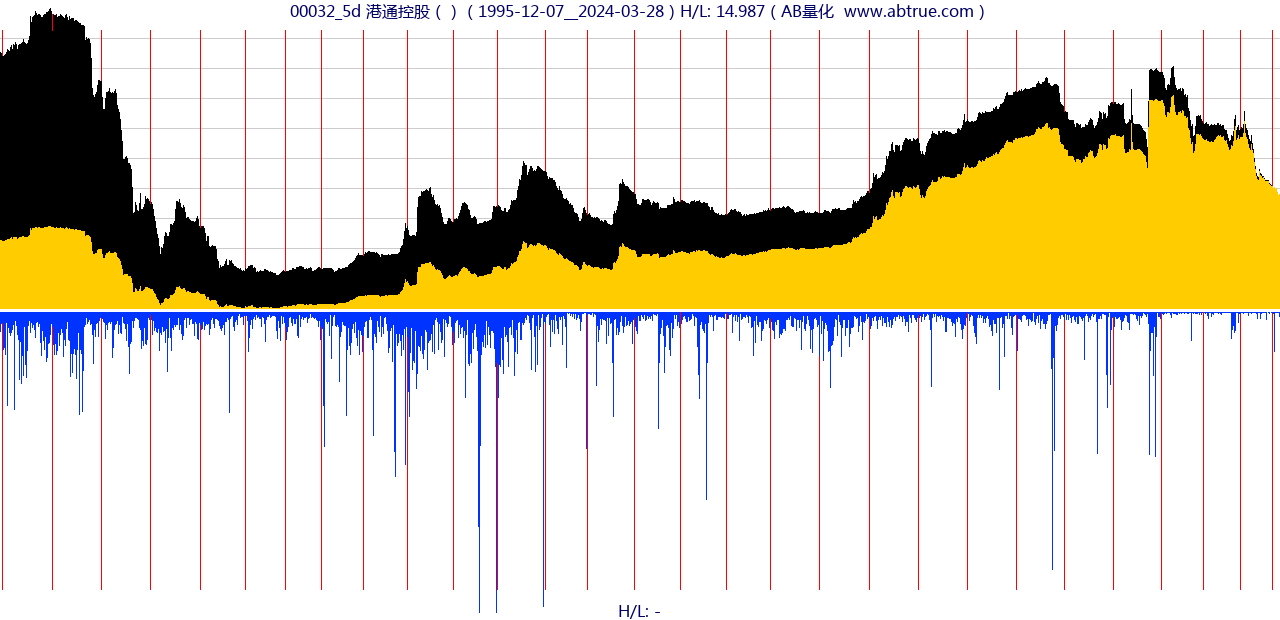 00032_5d 港通控股 ( ) ( 1995-12-07__2024-03-28 ) H/L: 14.987 ( AB量化  www.abtrue.com )
H/L: -